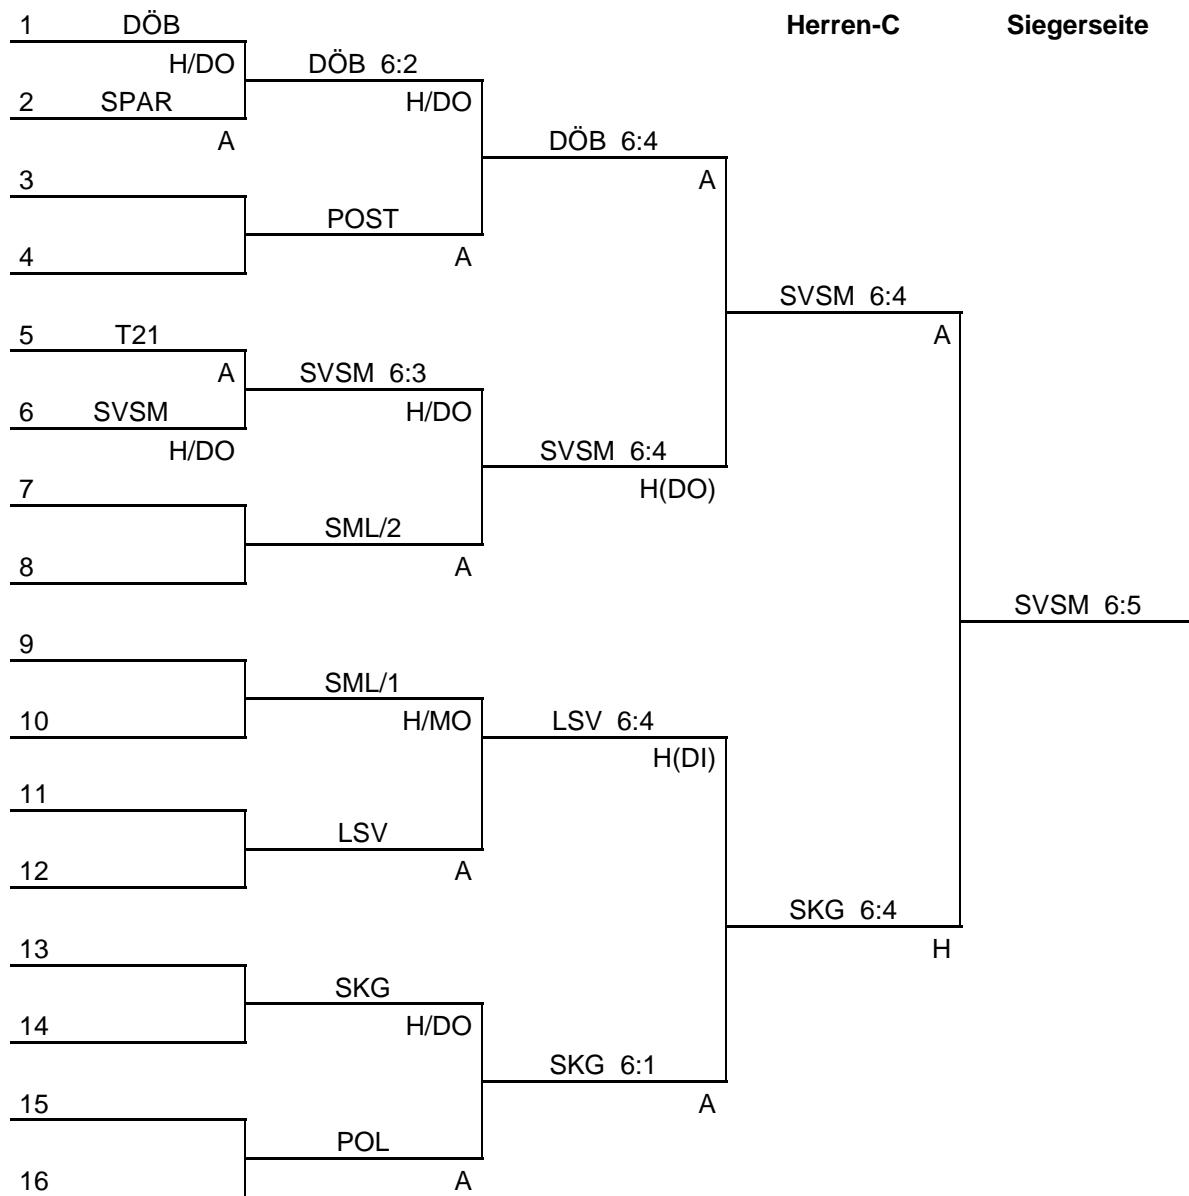 1 DÖB Herren-C Siegerseite
H/DO DÖB 6:2
2 SPAR H/DO
A DÖB 6:4
3 A
POST
4 A
SVSM 6:4
5 T21 A
A SVSM 6:3
6 SVSM H/DO
H/DO SVSM 6:4
7 H(DO)
SML/2
8 A
SVSM 6:5
9
SML/1
10 H/MO LSV 6:4
H(DI)
11
LSV
12 A
SKG 6:4
13 H
SKG
14 H/DO
SKG 6:1
15 A
POL
16 A